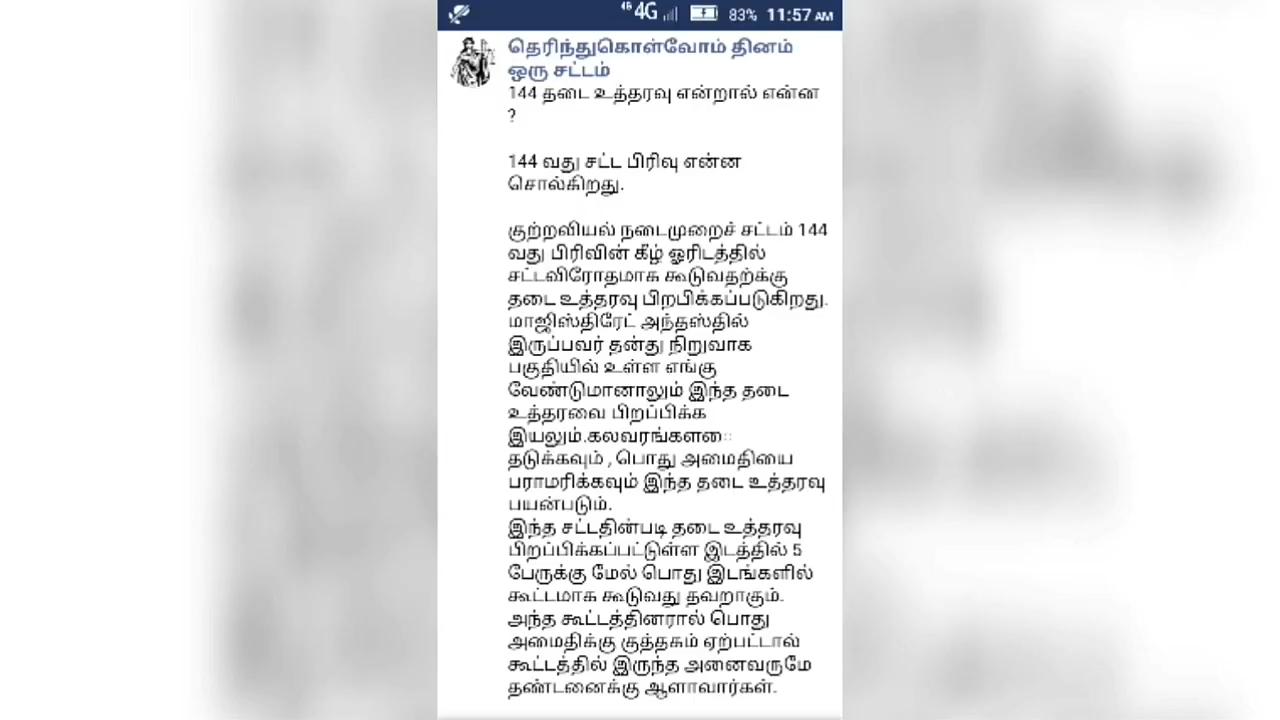 4G 4G 83% 11:57 AM
தெரிந்துகொள்வோம் தினம்
ஒரு சட்டம்
144 தடை உத்தரவு என்றால் என்ன
?
144 வது சட்ட பிரிவு என்ன
சொல்கிறது.
குற்றவியல் நடைமுறைச் சட்டம் 144
வது பிரிவின் கீழ் ஓரிடத்தில்
சட்டவிரோதமாக கூடுவதற்க்கு
தடை உத்தரவு பிறபிக்கப்படுகிறது.
மாஜிஸ்திரேட் அந்தஸ்தில்
இருப்பவர் தன்து நிறுவாக
பகுதியில் உள்ள எங்கு
வேண்டுமானாலும் இந்த தடை
உத்தரவை பிறப்பிக்க
இயலும்.கலவரங்களைை
தடுக்கவும் , பொது அமைதியை
பராமரிக்கவும் இந்த தடை உத்தரவு
பயன்படும்.
இந்த சட்டதின்படி தடை உத்தரவு
பிறப்பிக்கப்பட்டுள்ள இடத்தில் 5
பேருக்கு மேல் பொது இடங்களில்
கூட்டமாக கூடுவது தவறாகும்.
அந்த கூட்டத்தினரால் பொது
அமைதிக்கு குத்தகம் ஏற்பட்டால்
கூட்டத்தில் இருந்த அனைவருமே
தண்டனைக்கு ஆளாவார்கள்.